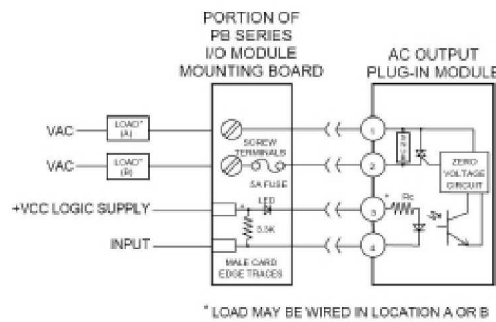 PORTION OF
PB SERIES
I/O MODULE
MOUNTING BOARD
AC OUTPUT
PLUG-IN MODULE
VAC
LOAD*
(A)
VAC
LOAD*
(B)
+VCC LOGIC SUPPLY
INPUT
SCREW
TERMINALS
5A FUSE
LED
3.3K
MALE CARD
EDGE TRACES
1
2
3
4
Rc
ZERO
VOLTAGE
CIRCUIT
* LOAD MAY BE WIRED IN LOCATION A OR B